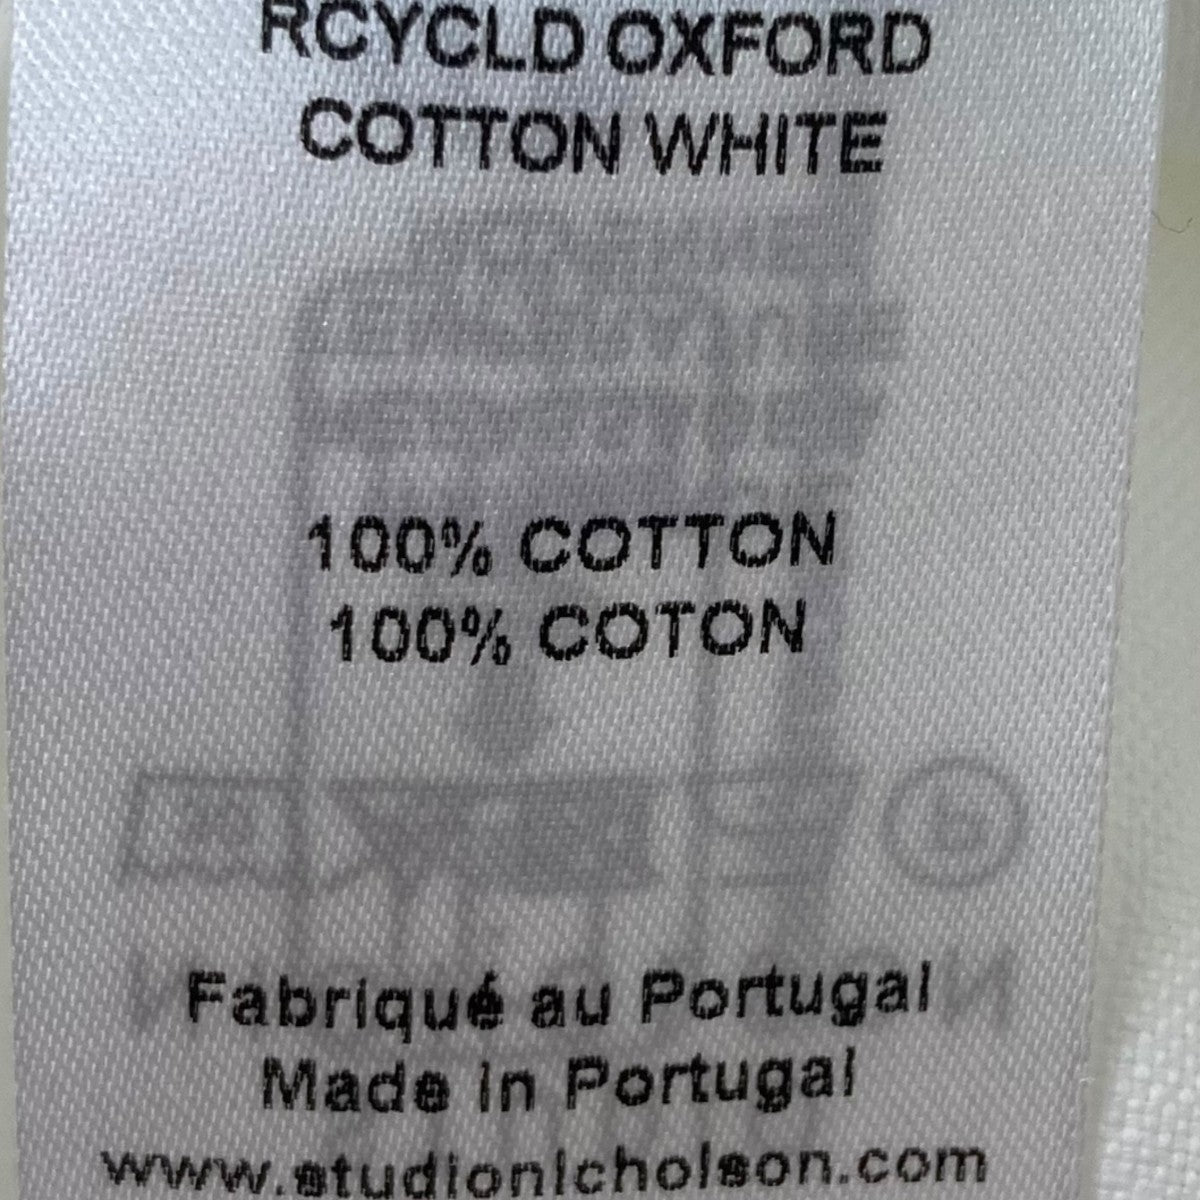 RCYCLD OXFORD
COTTON WHITE
100% COTTON
100% COTON
Fabriqué au Portugal
Made in Portugal
www.studionicholson.com